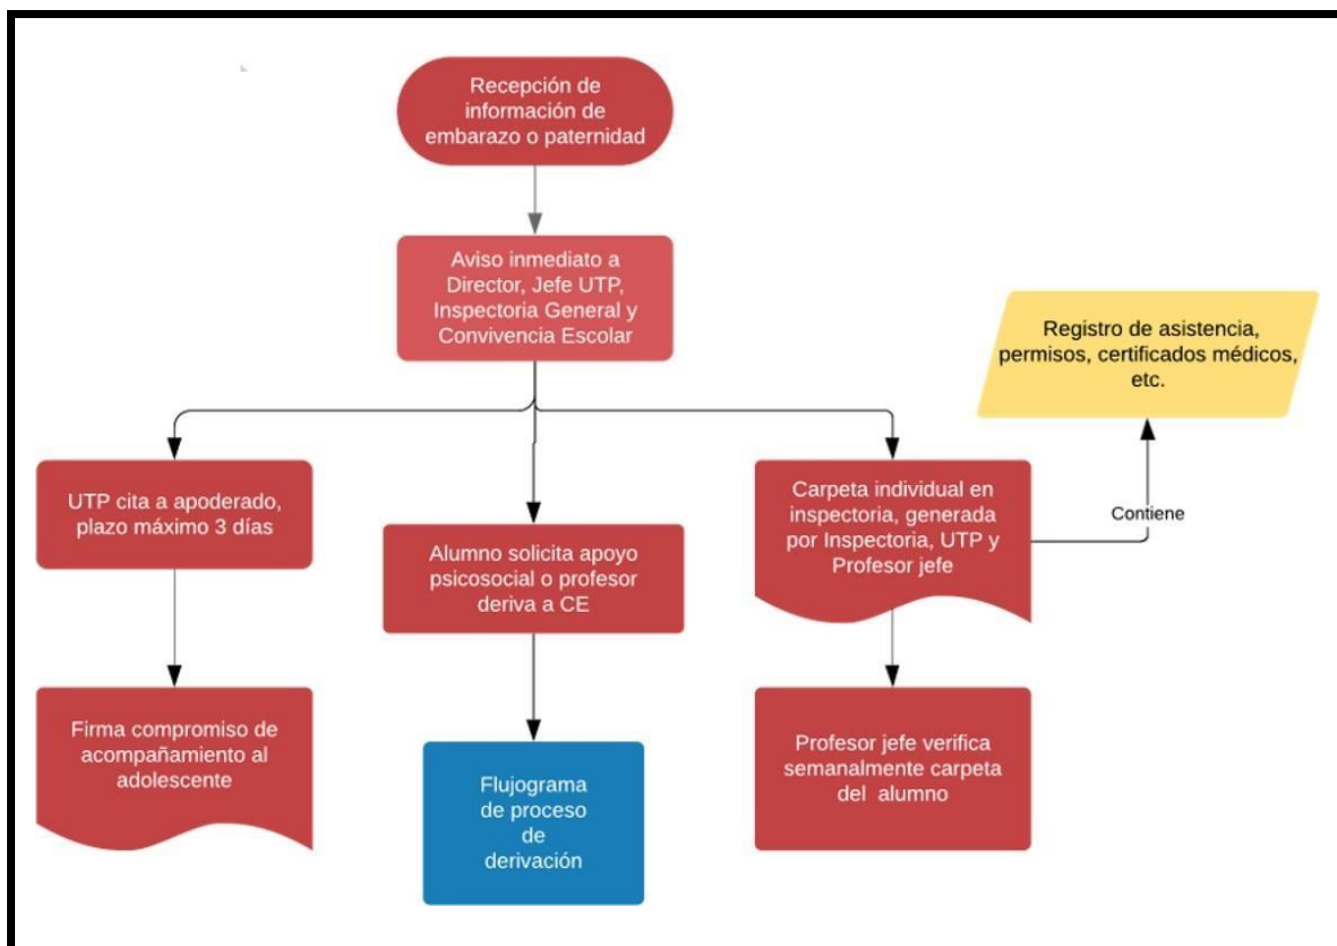 Recepción de
información de
embarazo o paternidad
Aviso inmediato a
Director, Jefe UTP,
Inspectoria General y
Convivencia Escolar
Registro de asistencia,
permisos, certificados médicos,
etc.
UTP cita a apoderado,
plazo máximo 3 días
Alumno solicita apoyo
psicosocial o profesor
deriva a CE
Carpeta individual en
inspectoria, generada
por Inspectoria, UTP y
Profesor jefe
Contiene
Firma compromiso de
acompañamiento al
adolescente
Flujograma
de proceso
de
derivación
Profesor jefe verifica
semanalmente carpeta
del alumno